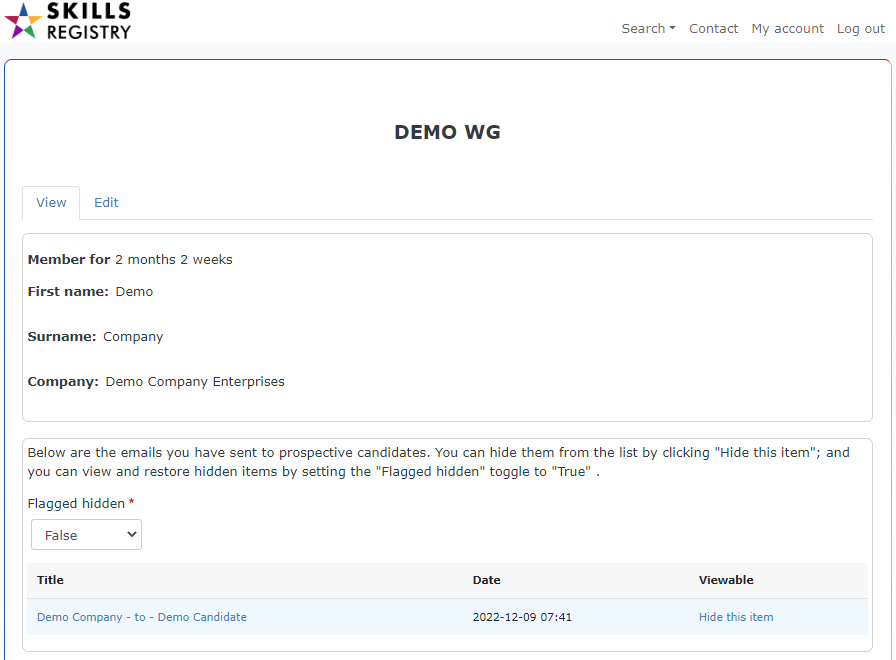 SKILLS
REGISTRY
Search Contact My account Log out
DEMO WG
View Edit
Member for 2 months 2 weeks
First name: Demo
Surname: Company
Company: Demo Company Enterprises
Below are the emails you have sent to prospective candidates. You can hide them from the list by clicking "Hide this item"; and
you can view and restore hidden items by setting the "Flagged hidden" toggle to "True" .
Flagged hidden *
False
Title Date Viewable
Demo Company - to - Demo Candidate 2022-12-09 07:41 Hide this item